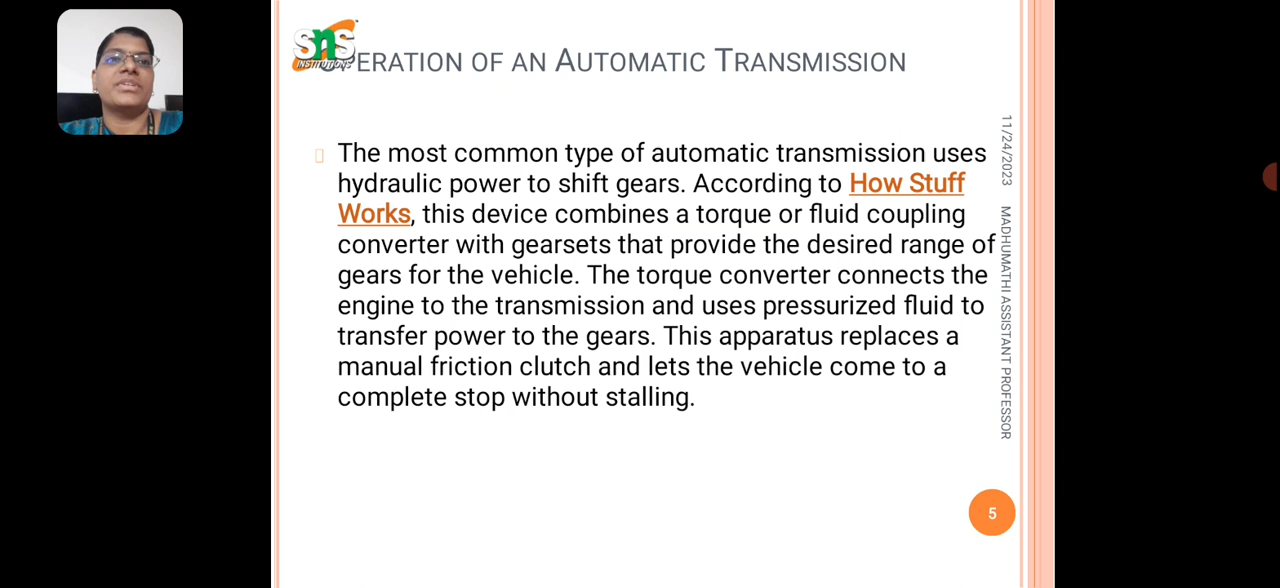 SnS
INSTITUTIONS
OPERATION OF AN AUTOMATIC TRANSMISSION
The most common type of automatic transmission uses
hydraulic power to shift gears. According to How Stuff
Works, this device combines a torque or fluid coupling
converter with gearsets that provide the desired range of
gears for the vehicle. The torque converter connects the
engine to the transmission and uses pressurized fluid to
transfer power to the gears. This apparatus replaces a
manual friction clutch and lets the vehicle come to a
complete stop without stalling.
11/24/2023 MADHUMATHI ASSISTANT PROFESSOR
5